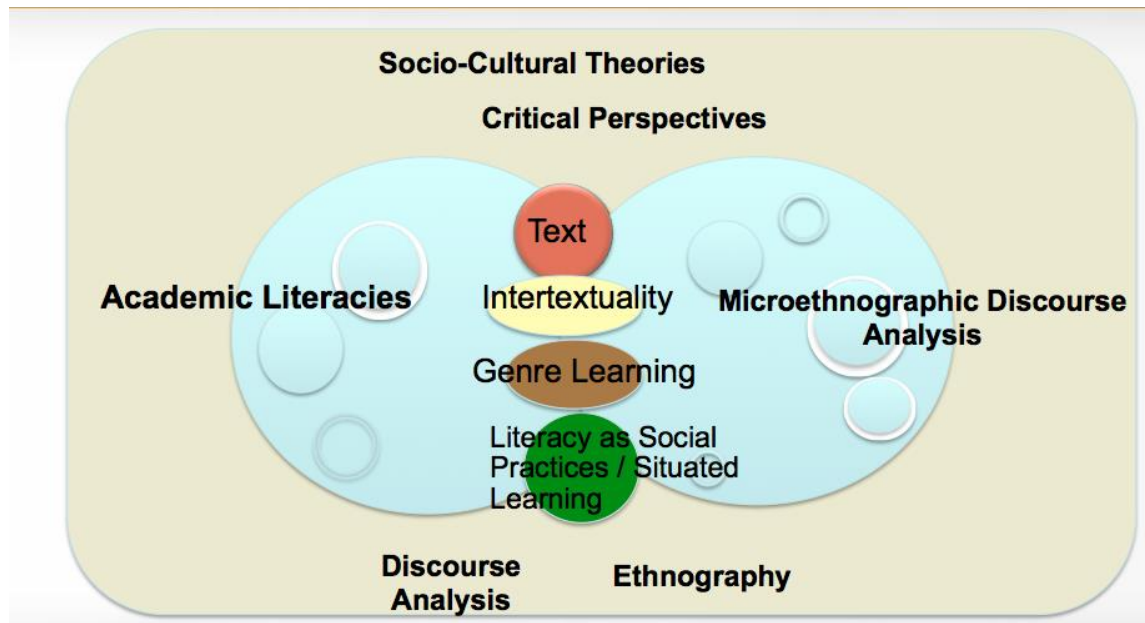 Socio-Cultural Theories
Critical Perspectives
Text
Academic Literacies
Intertextuality
Microethnographic Discourse
Analysis
Genre Learning
Literacy as Social
Practices / Situated
Learning
Discourse
Analysis
Ethnography